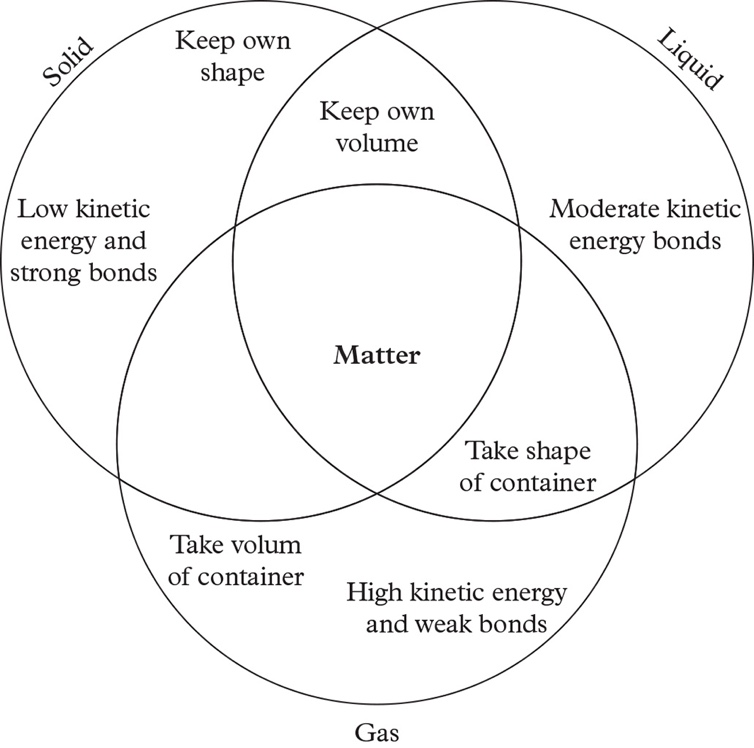 Solid
Keep own
shape
Liquid
Keep own
volume
Low kinetic
energy and
strong bonds
Moderate kinetic
energy bonds
Matter
Take shape
of container
Take volum
of container
High kinetic energy
and weak bonds
Gas